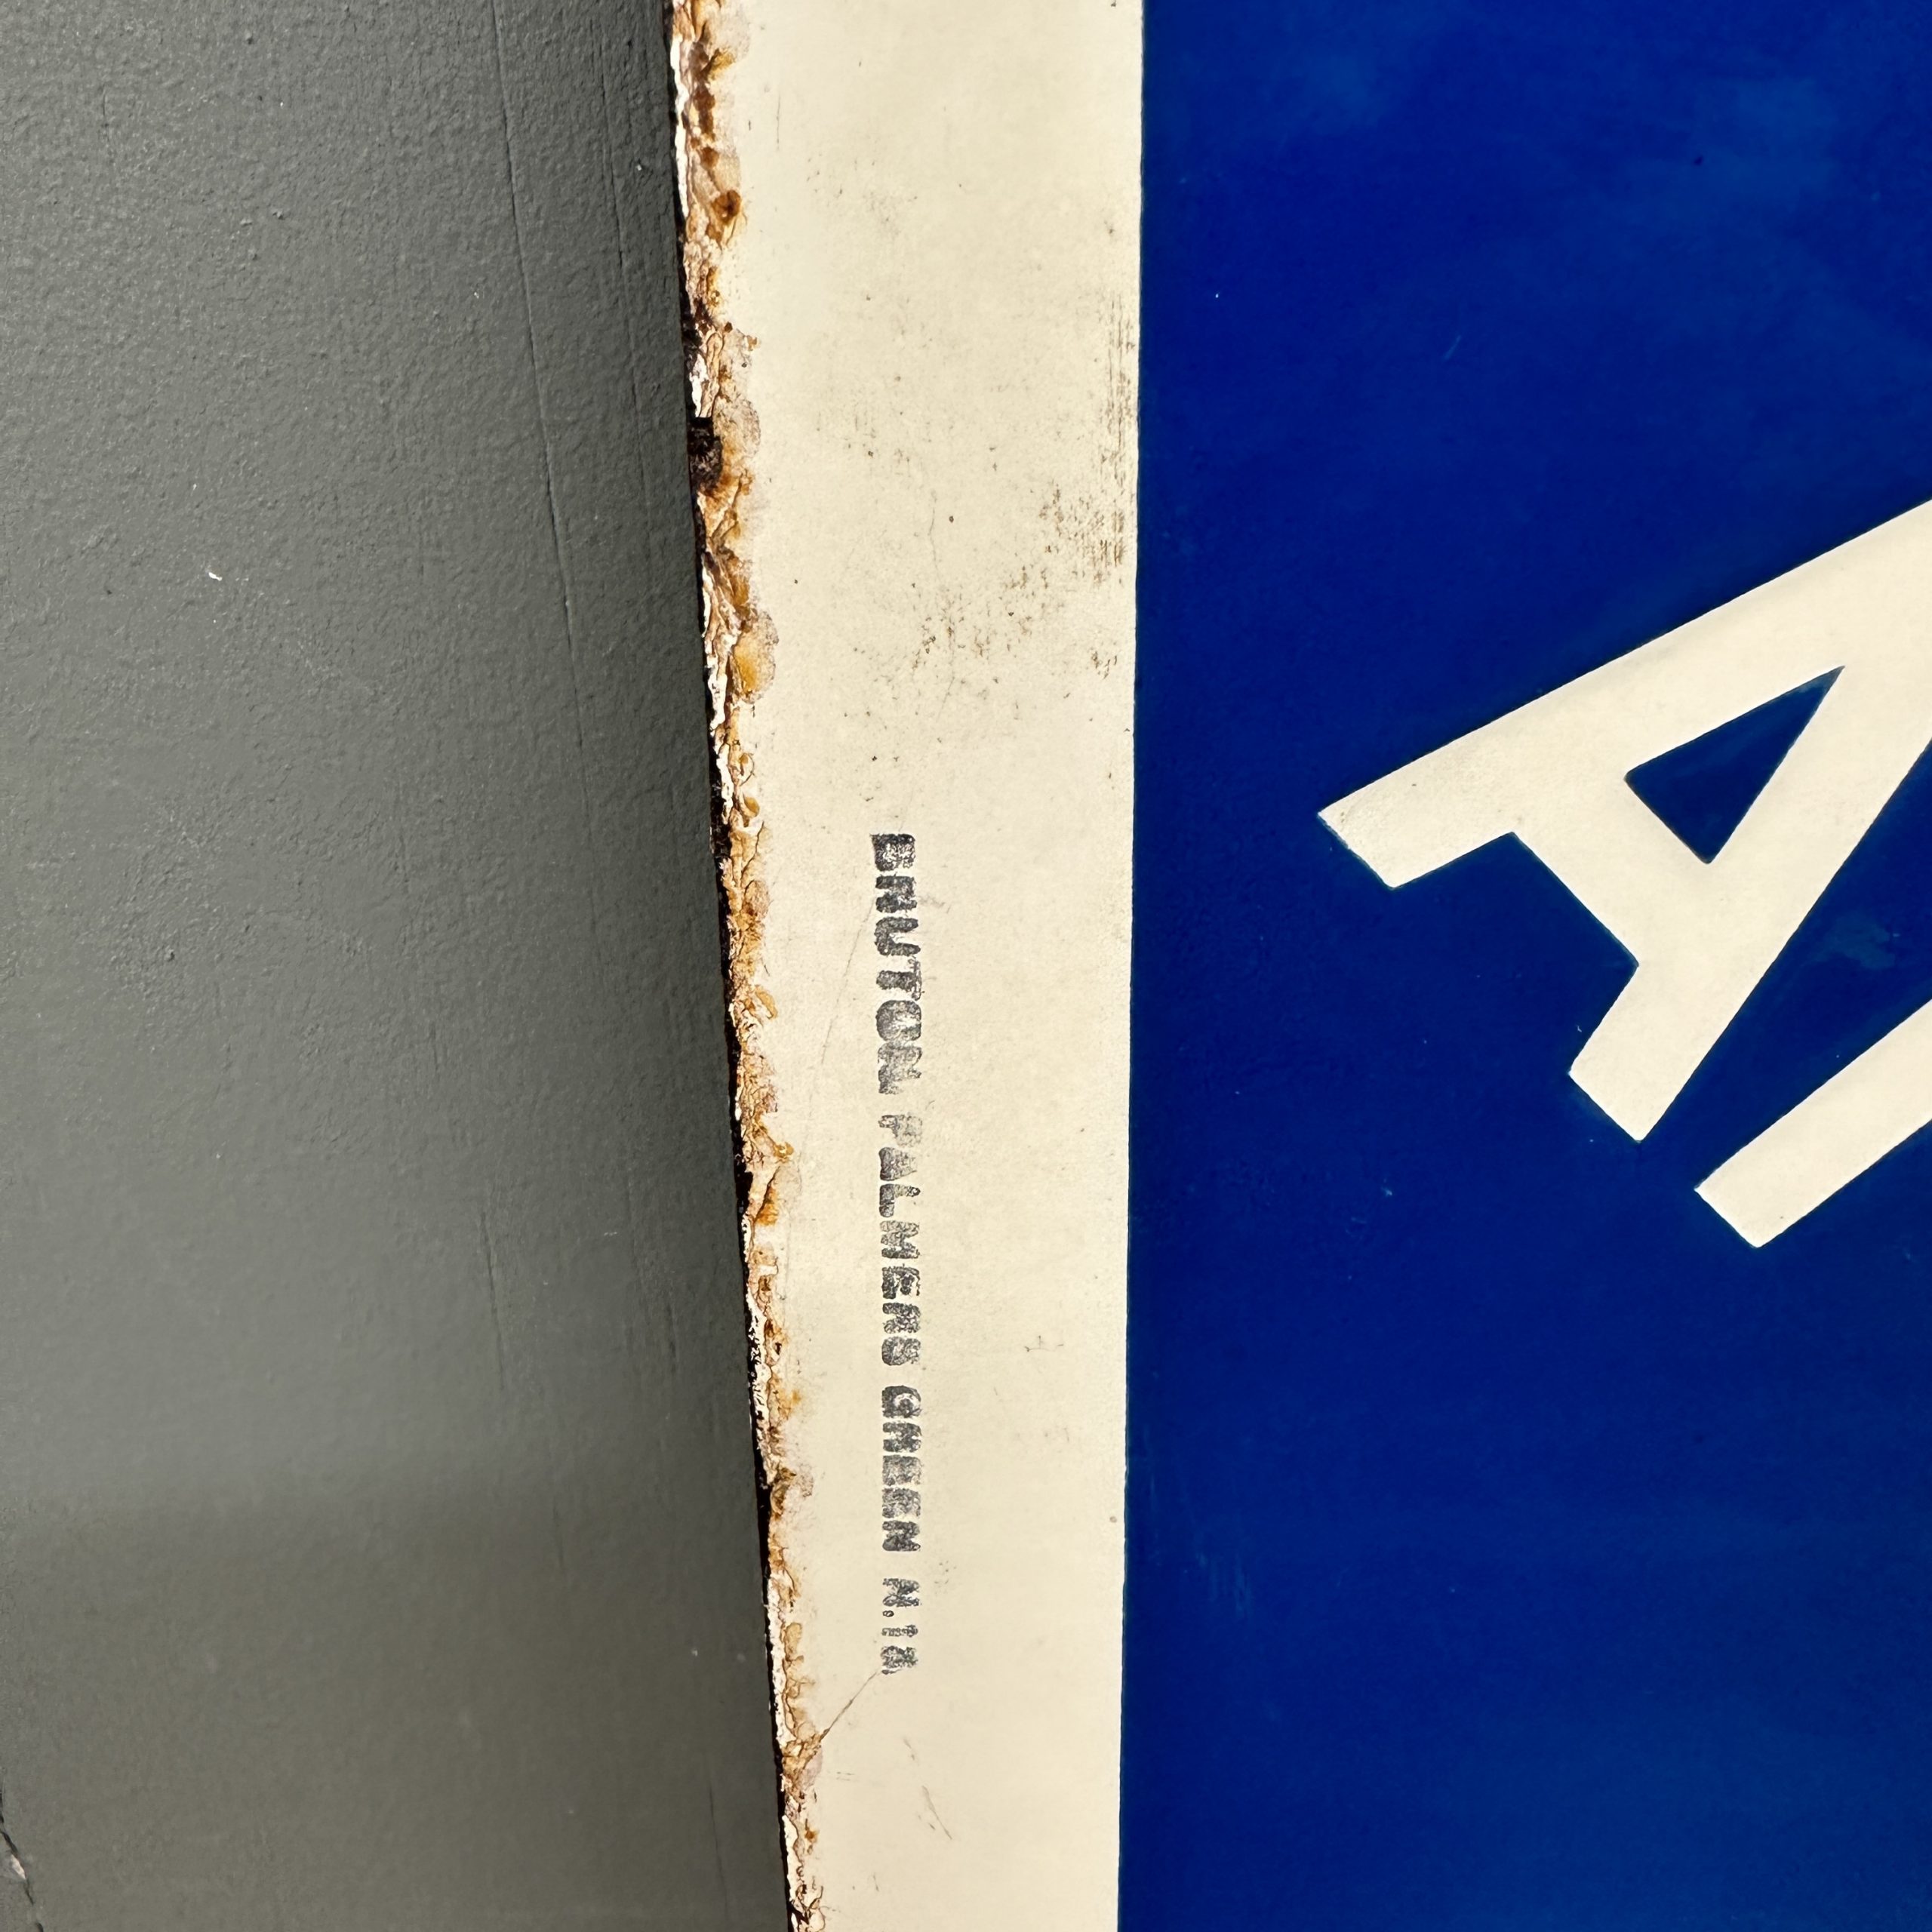 BRUTON PALMERS GREEN N.13
A